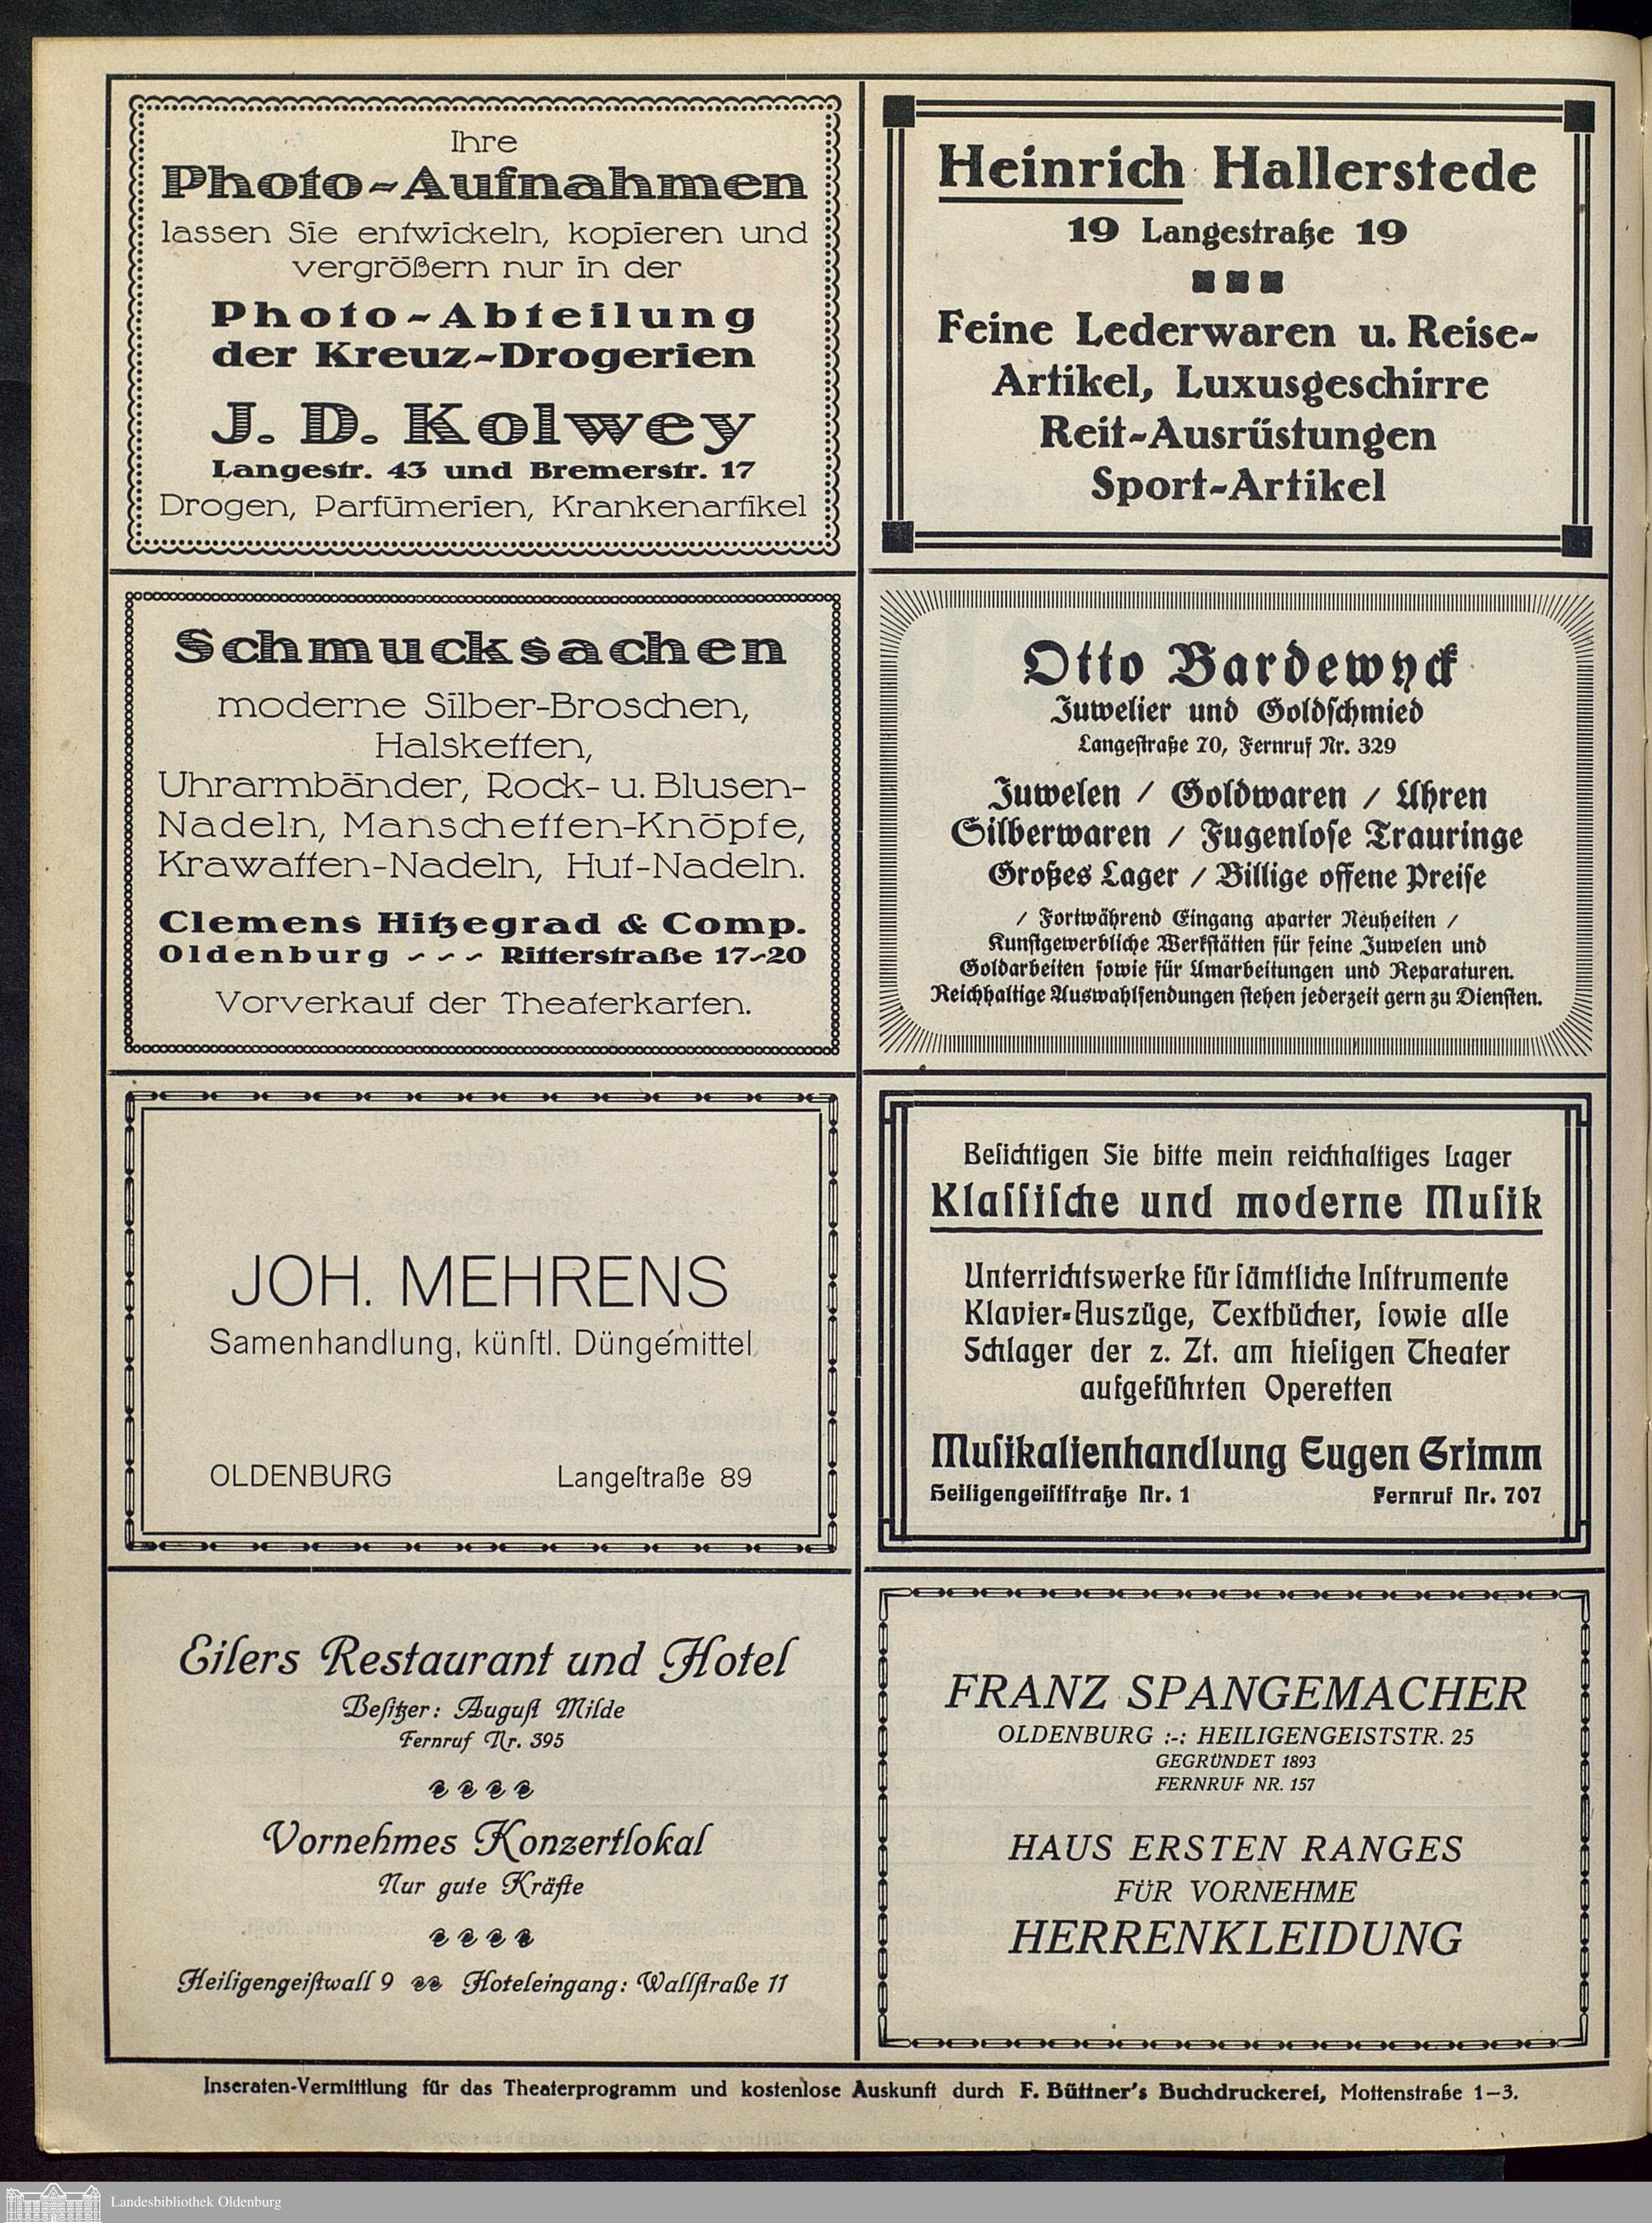 Ihre
Photo-Aufnahmen
lassen Sie entwickeln, kopieren und
vergrößern nur in der
Photo-Abteilung
der Kreuz-Drogerien
J. D. Kolwey
Langestr. 43 und Bremerstr. 17
Drogen, Parfümerien, Krankenartikel
Heinrich Hallerstede
19 Langestraße 19
Feine Lederwaren u. Reise-
Artikel, Luxusgeschirre
Reit-Ausrüstungen
Sport-Artikel
Schmucksachen
moderne Silber-Broschen,
Halsketten,
Uhrarmbänder, Rock- u. Blusen-
Nadeln, Manschetten-Knöpfe,
Krawatten-Nadeln, Hut-Nadeln.
Clemens Hitzegrad & Comp.
Oldenburg ~ ~ ~ Ritterstraße 17-20
Vorverkauf der Theaterkarten.
Otto Bardewyck
Juwelier und Goldſchmied
Langeſtraße 70, Fernruf Nr. 329
Juwelen / Goldwaren / Uhren
Silberwaren / Fugenloſe Trauringe
Großes Lager / Billige offene Preiſe
/ Fortwährend Eingang aparter Neuheiten /
Kunſtgewerbliche Werkſtätten für feine Juwelen und
Goldarbeiten ſowie für Umarbeitungen und Reparaturen.
Reichhaltige Auswahlſendungen ſtehen jederzeit gern zu Dienſten.
JOH. MEHRENS
Samenhandlung, künſtl. Düngemittel
OLDENBURG Langeſtraße 89
Beſichtigen Sie bitte mein reichhaltiges Lager
Klaſſiſche und moderne Muſik
Unterrichtswerke für ſämtliche Inſtrumente
Klavier-Auszüge, Textbücher, ſowie alle
Schlager der z. Zt. am hieſigen Theater
aufgeführten Operetten
Muſikalienhandlung Eugen Grimm
Heiligengeiſtſtraße Nr. 1 Fernruf Nr. 707
Eilers Restaurant und Hotel
Beſitzer: Auguſt Milde
Fernruf Nr. 395
Vornehmes Konzertlokal
Nur gute Kräfte
Heiligengeiſtwall 9 Hoteleingang: Wallſtraße 11
FRANZ SPANGEMACHER
OLDENBURG :-: HEILIGENGEISTSTR. 25
GEGRÜNDET 1893
FERNRUF NR. 157
HAUS ERSTEN RANGES
FÜR VORNEHME
HERRENKLEIDUNG
Inseraten-Vermittlung für das Theaterprogramm und kostenlose Auskunft durch F. Büttner's Buchdruckerei, Mottenstraße 1–3.
Landesbibliothek Oldenburg